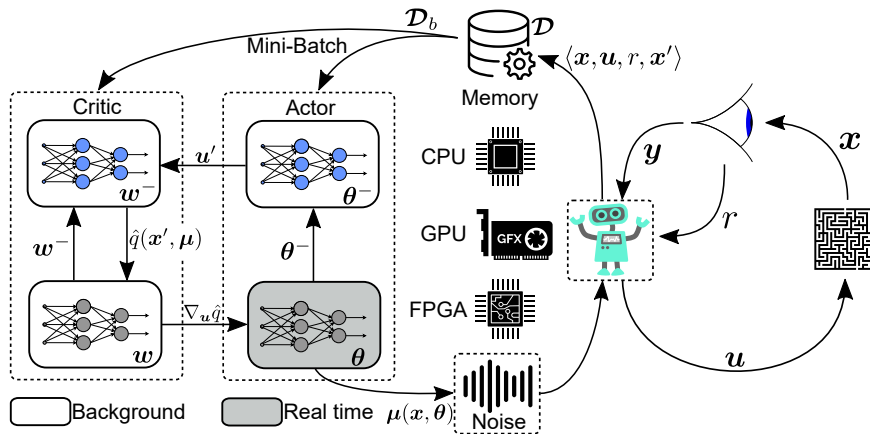 𝓓_b
Mini-Batch
𝓓
Memory
⟨x, u, r, x′⟩
Critic
Actor
w⁻
u′
θ⁻
w⁻
q̂(x′, μ)
θ⁻
w
∇_u q̂
θ
CPU
GPU
GFX
FPGA
y
r
x
u
μ(x, θ)
Noise
Background
Real time